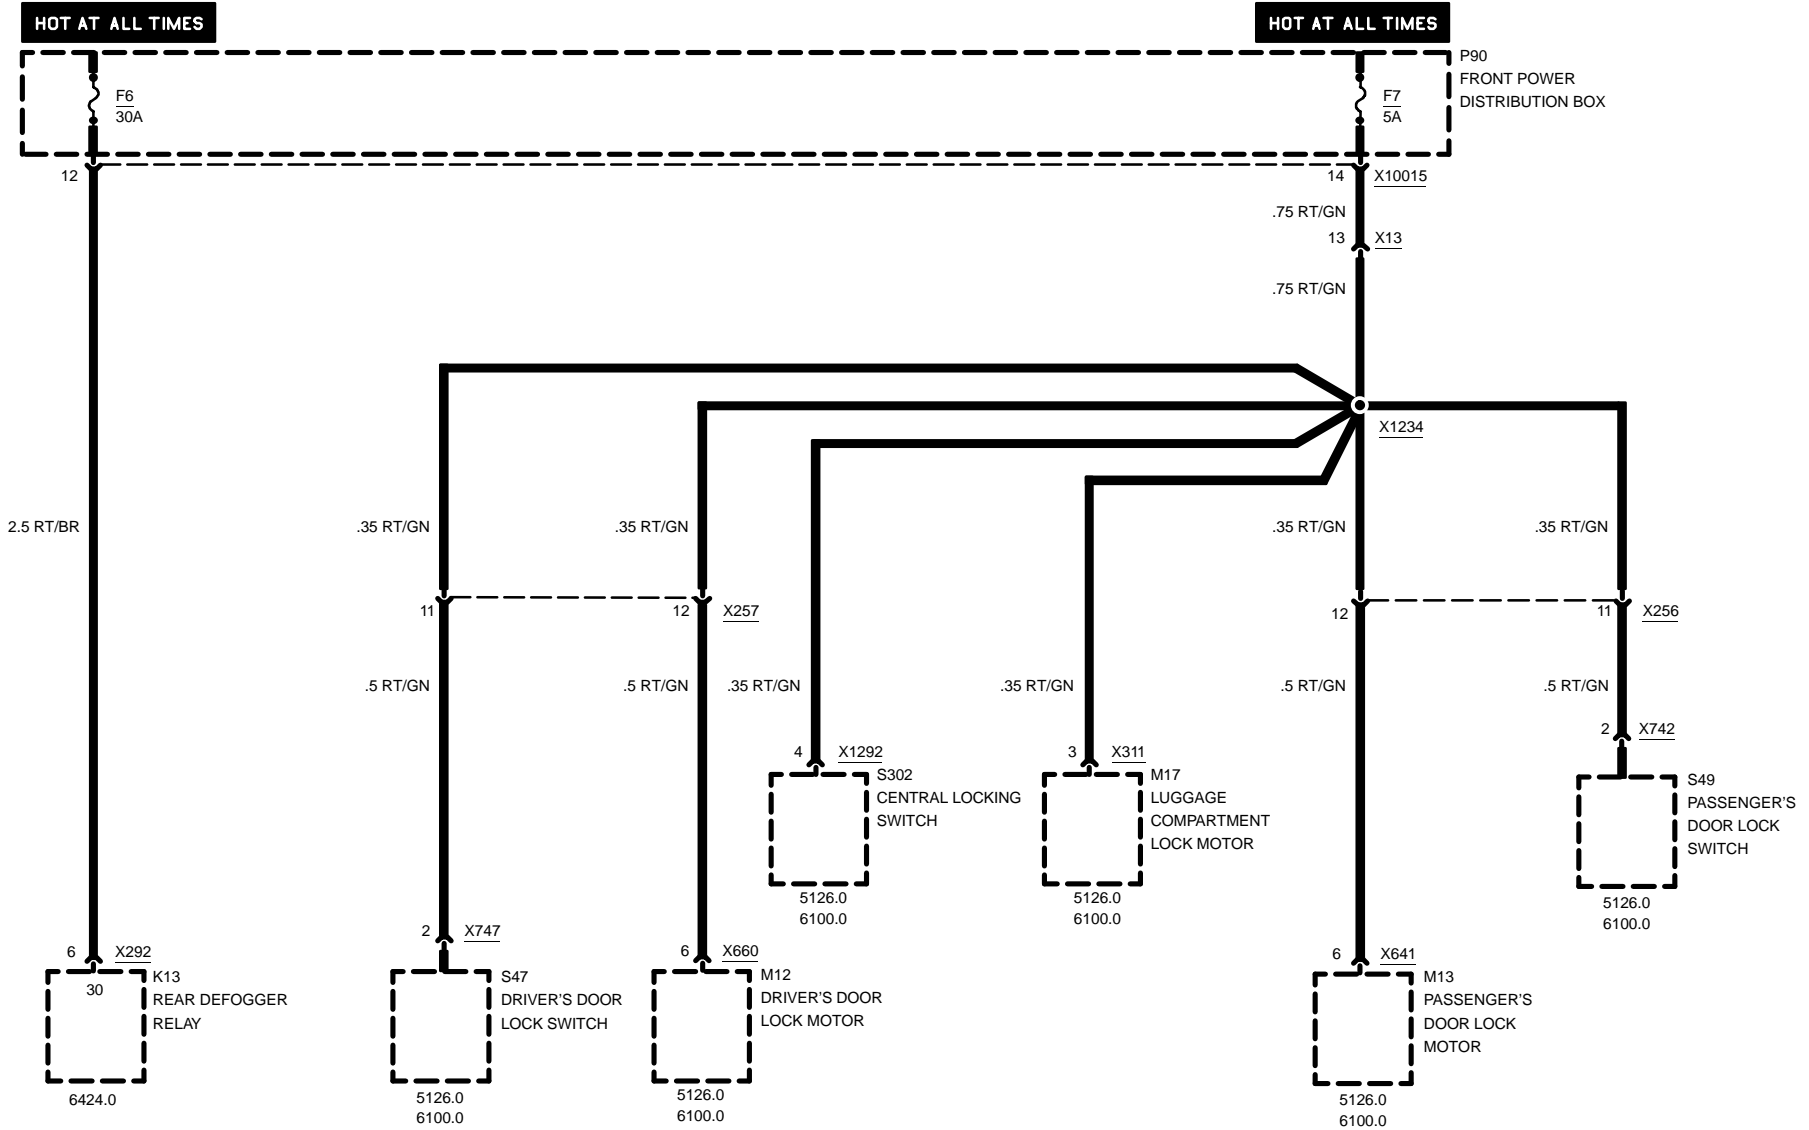 HOT AT ALL TIMES
HOT AT ALL TIMES
P90
FRONT POWER
DISTRIBUTION BOX
F6
30A
F7
5A
12
14 X10015
.75 RT/GN
13 X13
.75 RT/GN
X1234
2.5 RT/BR
.35 RT/GN
.35 RT/GN
.35 RT/GN
.35 RT/GN
11
12 X257
12
11 X256
.5 RT/GN
.5 RT/GN
.35 RT/GN
.35 RT/GN
.5 RT/GN
.5 RT/GN
2 X742
4 X1292
3 X311
S302
CENTRAL LOCKING
SWITCH
M17
LUGGAGE
COMPARTMENT
LOCK MOTOR
S49
PASSENGER'S
DOOR LOCK
SWITCH
5126.0
6100.0
5126.0
6100.0
5126.0
6100.0
6 X292
2 X747
6 X660
6 X641
30
K13
REAR DEFOGGER
RELAY
S47
DRIVER'S DOOR
LOCK SWITCH
M12
DRIVER'S DOOR
LOCK MOTOR
M13
PASSENGER'S
DOOR LOCK
MOTOR
6424.0
5126.0
6100.0
5126.0
6100.0
5126.0
6100.0